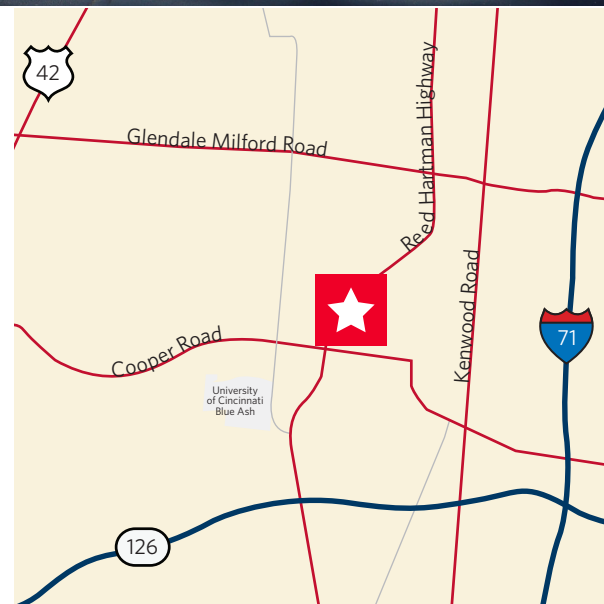 42
Glendale Milford Road
Reed Hartman Highway
Kenwood Road
71
Cooper Road
University
of Cincinnati
Blue Ash
126